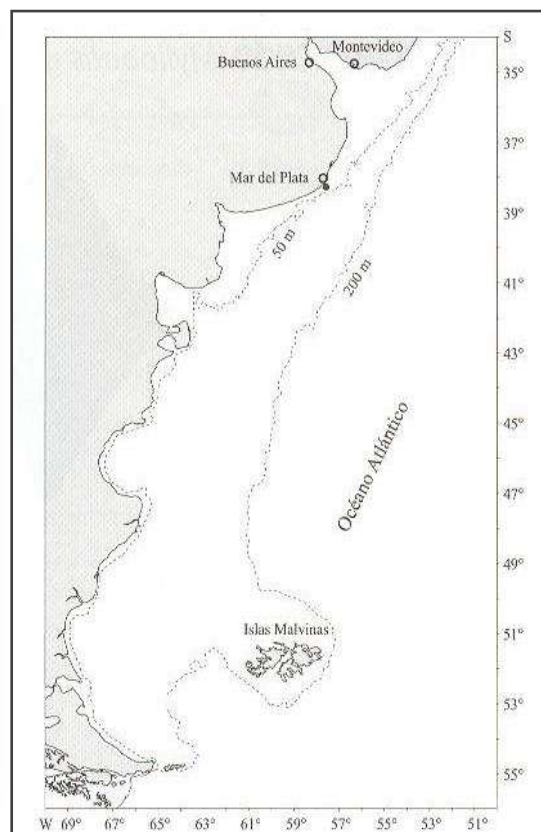 S
Montevideo
Buenos Aires
35°
37°
Mar del Plata
39°
50 m
200 m
41°
43°
45°
Océano Atlántico
47°
49°
Islas Malvinas
51°
53°
55°
W 69° 67° 65° 63° 61° 59° 57° 55° 53° 51°